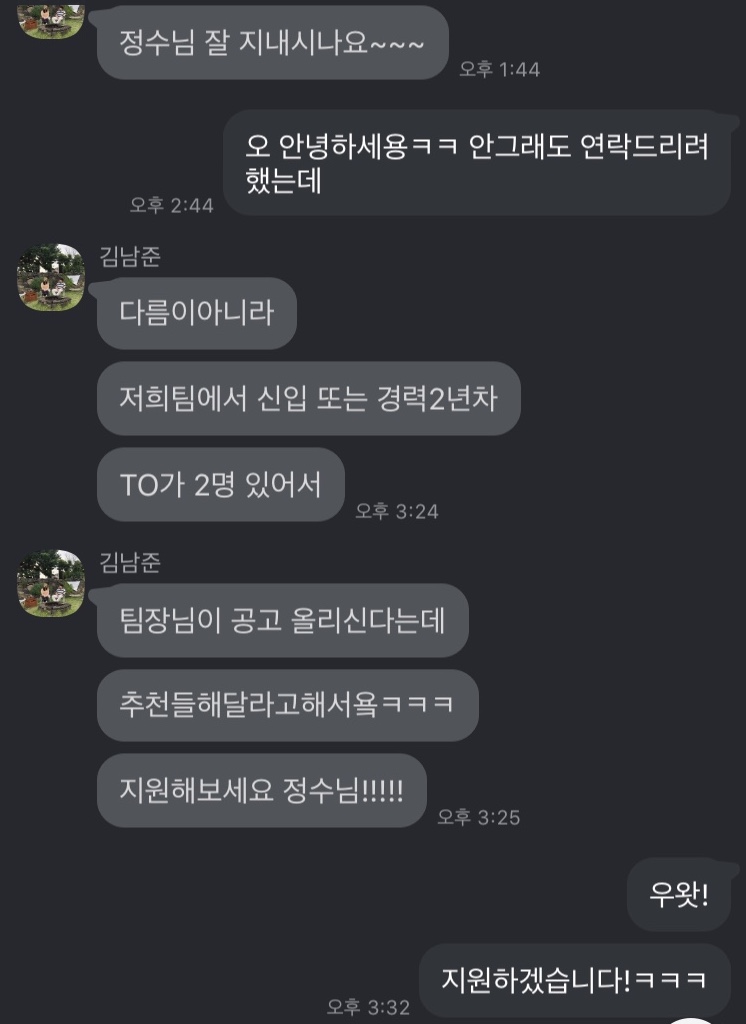 정수님 잘 지내시나요~~~
오후 1:44
오 안녕하세용ㅋㅋ 안그래도 연락드리려
했는데
오후 2:44
김남준
다름이아니라
저희팀에서 신입 또는 경력2년차
TO가 2명 있어서
오후 3:24
김남준
팀장님이 공고 올리신다는데
추천들해달라고해서욬ㅋㅋㅋ
지원해보세요 정수님!!!!!
오후 3:25
우왓!
지원하겠습니다!ㅋㅋㅋ
오후 3:32